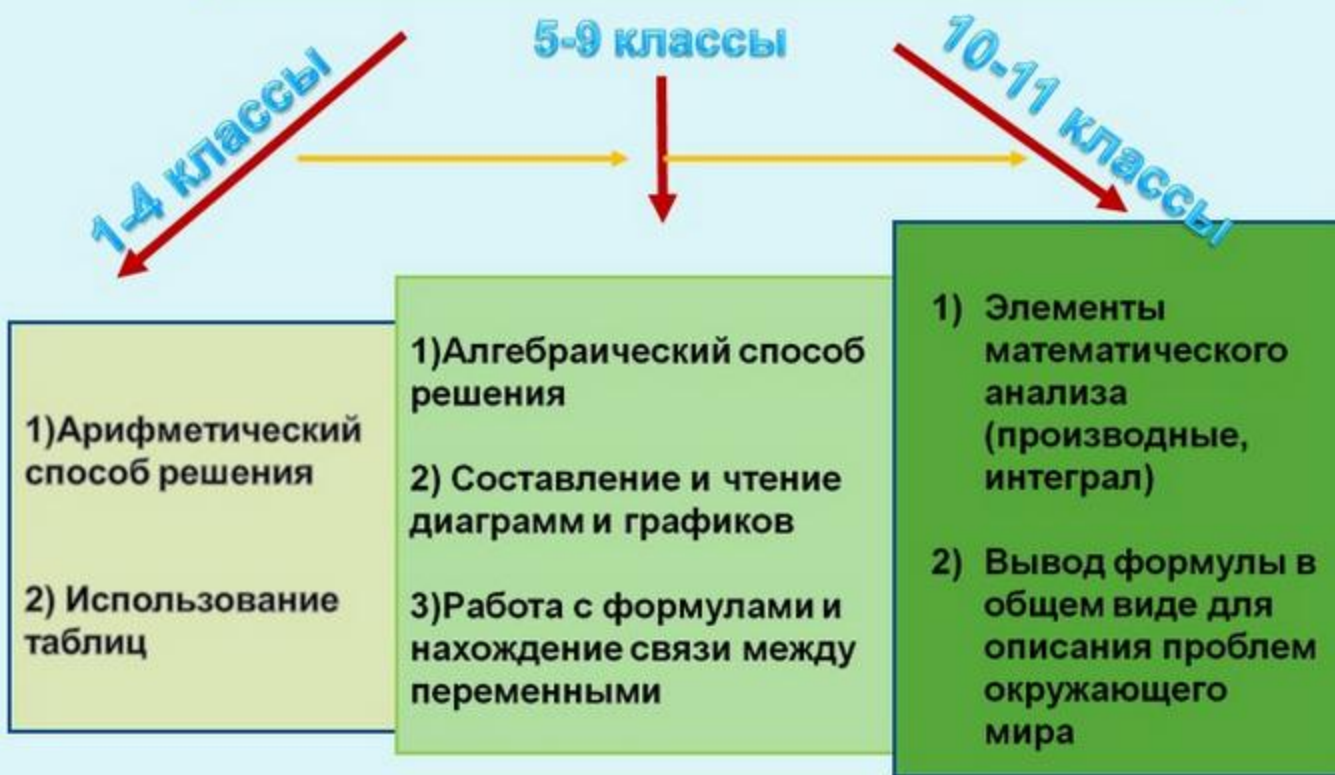 1-4 классы
5-9 классы
10-11 классы
1)Арифметический
способ решения
2) Использование
таблиц
1)Алгебраический способ
решения
2) Составление и чтение
диаграмм и графиков
3)Работа с формулами и
нахождение связи между
переменными
1) Элементы
математического
анализа
(производные,
интеграл)
2) Вывод формулы в
общем виде для
описания проблем
окружающего
мира